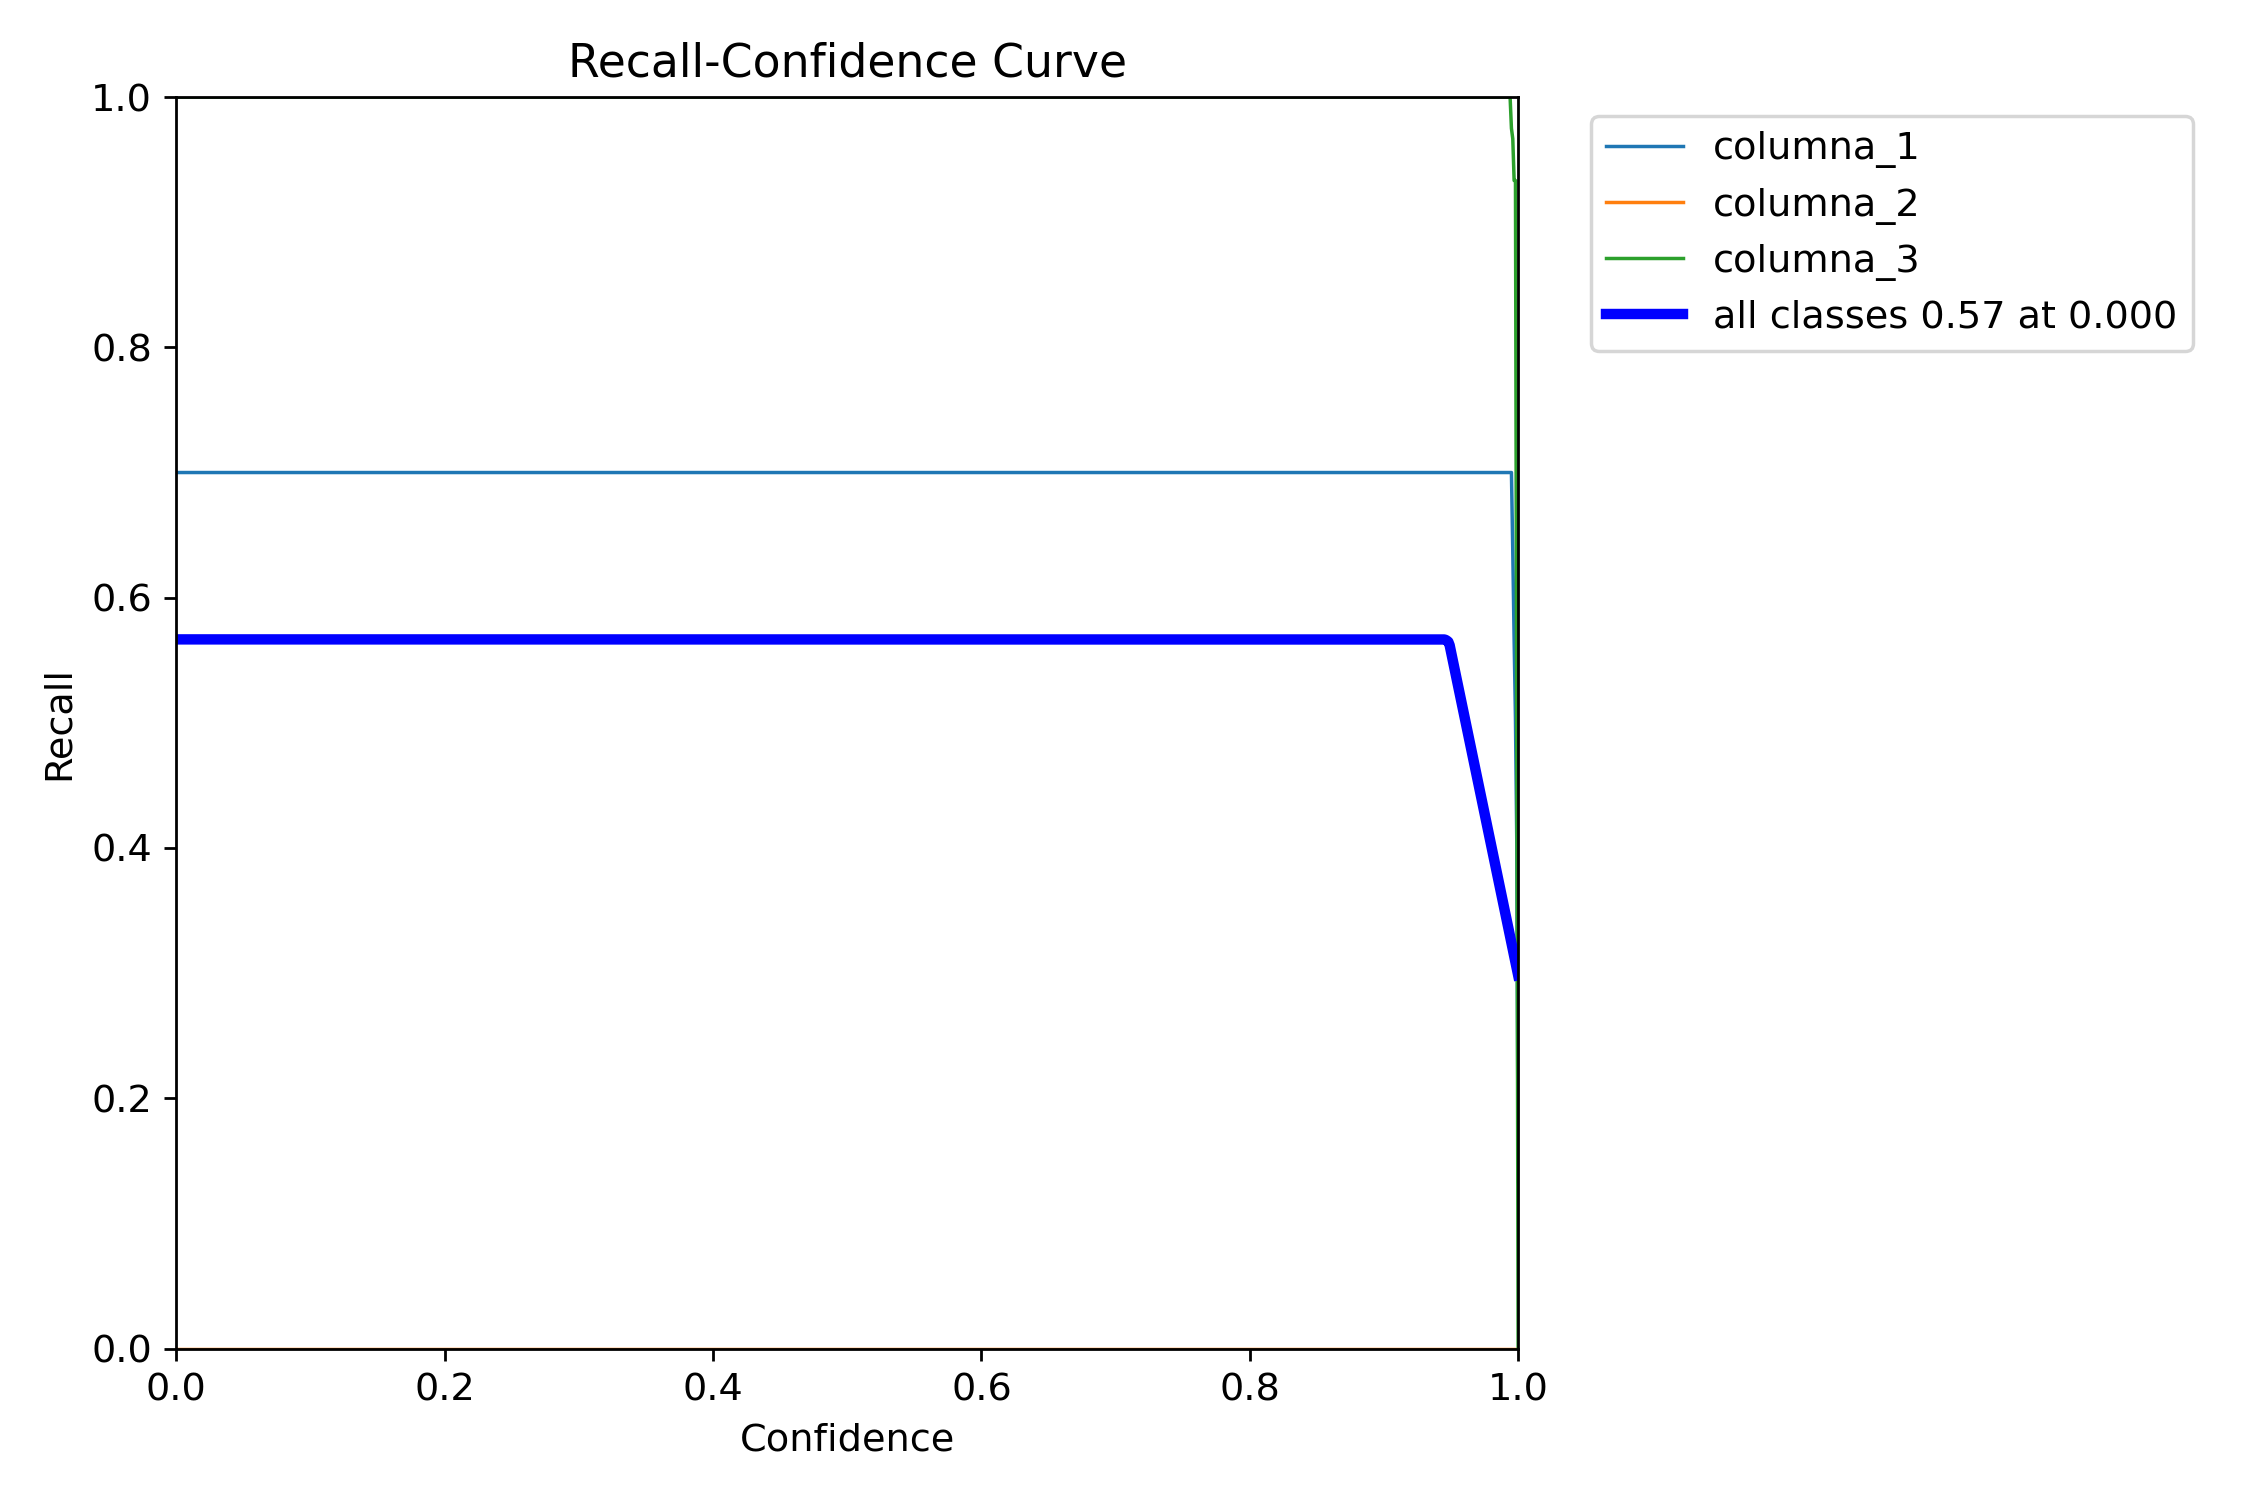 Recall-Confidence Curve
1.0
0.8
0.6
0.4
0.2
0.0
Recall
0.0 0.2 0.4 0.6 0.8 1.0
Confidence
columna_1
columna_2
columna_3
all classes 0.57 at 0.000